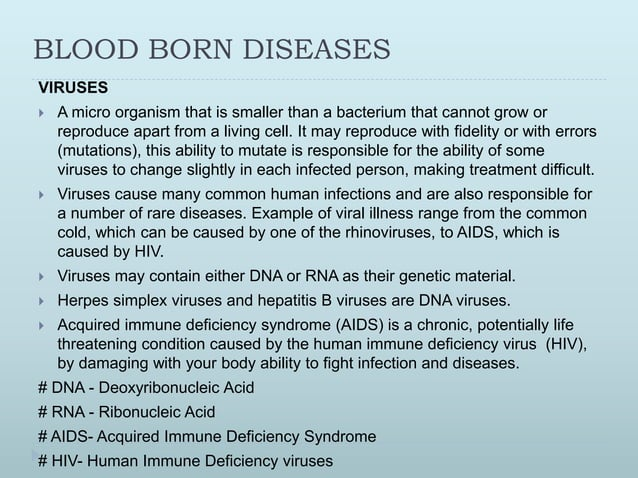 BLOOD BORN DISEASES
VIRUSES
A micro organism that is smaller than a bacterium that cannot grow or
reproduce apart from a living cell. It may reproduce with fidelity or with errors
(mutations), this ability to mutate is responsible for the ability of some
viruses to change slightly in each infected person, making treatment difficult.
Viruses cause many common human infections and are also responsible for
a number of rare diseases. Example of viral illness range from the common
cold, which can be caused by one of the rhinoviruses, to AIDS, which is
caused by HIV.
Viruses may contain either DNA or RNA as their genetic material.
Herpes simplex viruses and hepatitis B viruses are DNA viruses.
Acquired immune deficiency syndrome (AIDS) is a chronic, potentially life
threatening condition caused by the human immune deficiency virus (HIV),
by damaging with your body ability to fight infection and diseases.
# DNA - Deoxyribonucleic Acid
# RNA - Ribonucleic Acid
# AIDS- Acquired Immune Deficiency Syndrome
# HIV- Human Immune Deficiency viruses